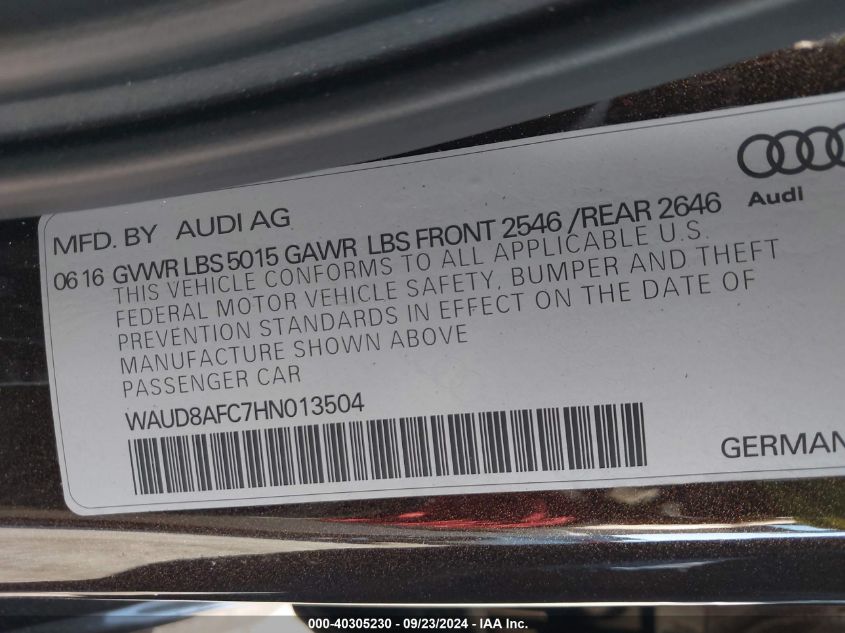 Audi
MFD. BY AUDI AG
06 16 GVWR LBS 5015 GAWR LBS FRONT 2546 /REAR 2646
THIS VEHICLE CONFORMS TO ALL APPLICABLE U.S.
FEDERAL MOTOR VEHICLE SAFETY, BUMPER AND THEFT
PREVENTION STANDARDS IN EFFECT ON THE DATE OF
MANUFACTURE SHOWN ABOVE
PASSENGER CAR
WAUD8AFC7HN013504
GERMAN
000-40305230 - 09/23/2024 - IAA Inc.